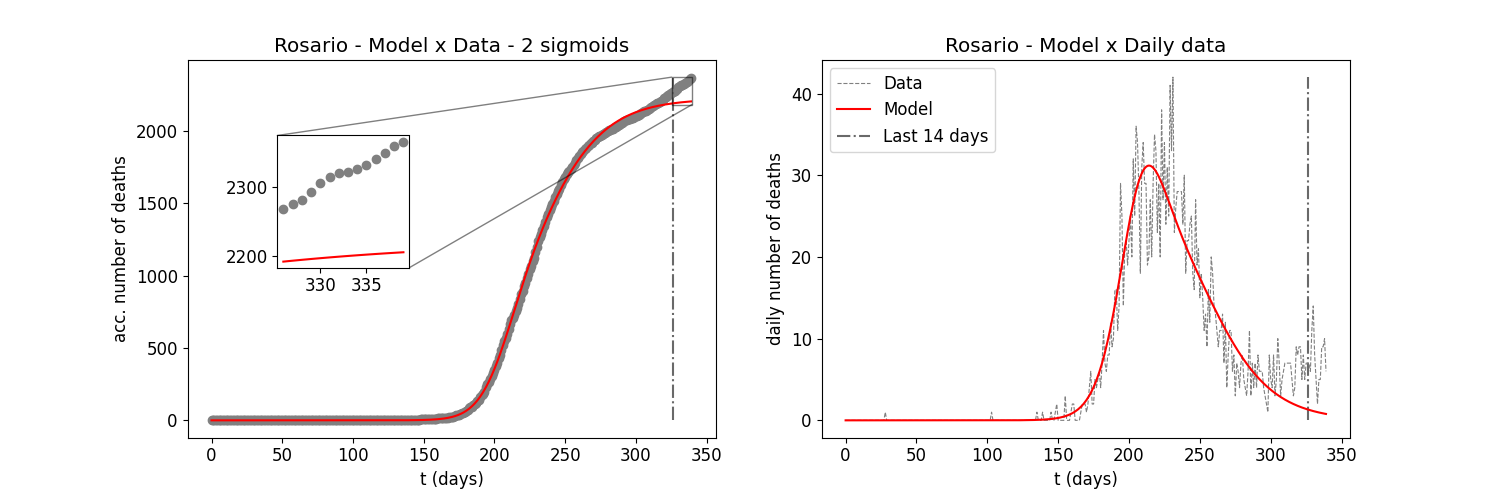 Rosario - Model x Data - 2 sigmoids
acc. number of deaths
2000
1500
1000
500
0
2300
2200
330 335
0 50 100 150 200 250 300 350
t (days)
Rosario - Model x Daily data
Data
Model
Last 14 days
daily number of deaths
40
30
20
10
0
0 50 100 150 200 250 300 350
t (days)